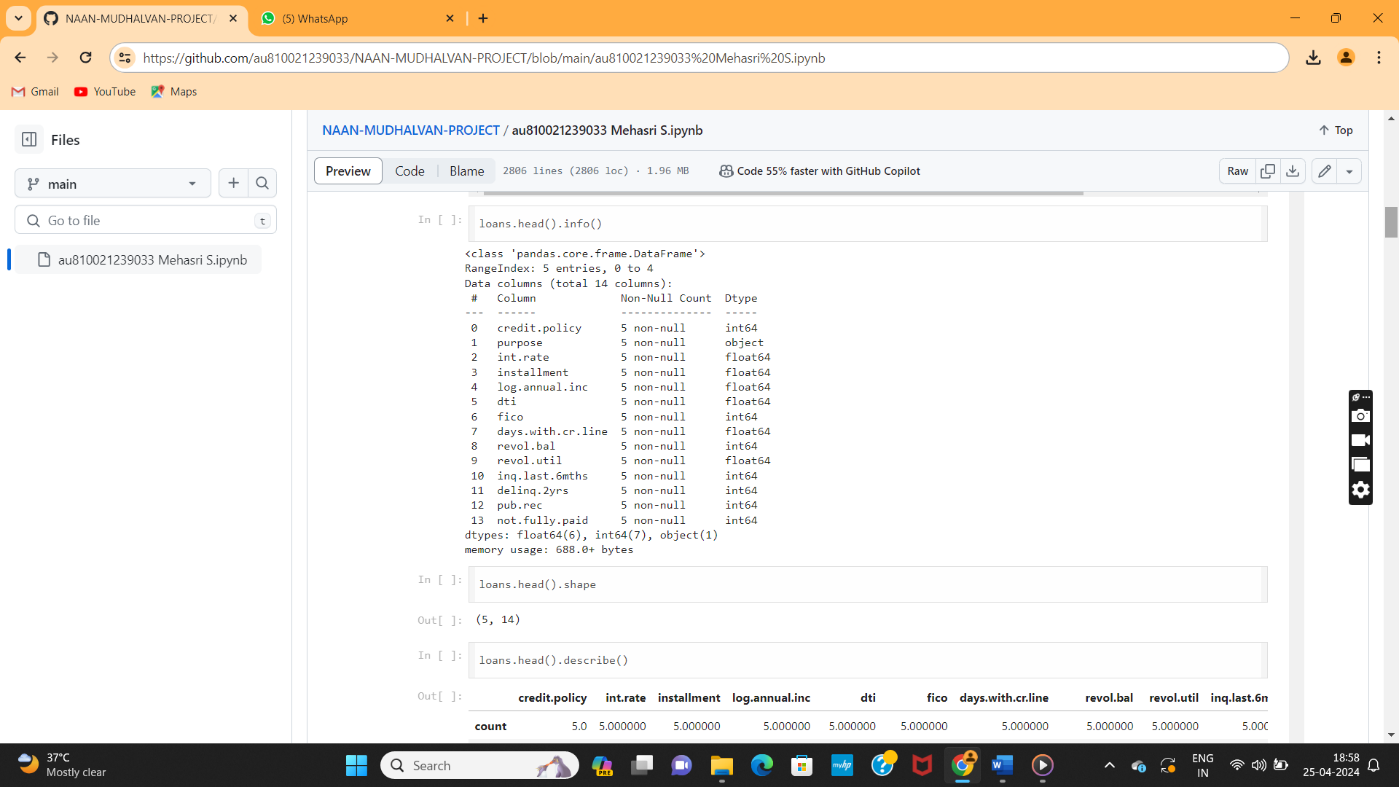 NAAN-MUDHALVAN-PROJECT/
(5) WhatsApp
https://github.com/au810021239033/NAAN-MUDHALVAN-PROJECT/blob/main/au810021239033%20Mehasri%20S.ipynb
Gmail YouTube Maps
Files
NAAN-MUDHALVAN-PROJECT / au810021239033 Mehasri S.ipynb
Top
main
Preview Code Blame 2806 lines (2806 loc) · 1.96 MB Code 55% faster with GitHub Copilot Raw
Go to file t
au810021239033 Mehasri S.ipynb
In [ ]: loans.head().info()
<class 'pandas.core.frame.DataFrame'>
RangeIndex: 5 entries, 0 to 4
Data columns (total 14 columns):
# Column Non-Null Count Dtype
--- ------ -------------- -----
0 credit.policy 5 non-null int64
1 purpose 5 non-null object
2 int.rate 5 non-null float64
3 installment 5 non-null float64
4 log.annual.inc 5 non-null float64
5 dti 5 non-null float64
6 fico 5 non-null int64
7 days.with.cr.line 5 non-null float64
8 revol.bal 5 non-null int64
9 revol.util 5 non-null float64
10 inq.last.6mths 5 non-null int64
11 delinq.2yrs 5 non-null int64
12 pub.rec 5 non-null int64
13 not.fully.paid 5 non-null int64
dtypes: float64(6), int64(7), object(1)
memory usage: 688.0+ bytes
In [ ]: loans.head().shape
Out[ ]: (5, 14)
In [ ]: loans.head().describe()
Out[ ]: credit.policy int.rate installment log.annual.inc dti fico days.with.cr.line revol.bal revol.util inq.last.6m
count 5.0 5.000000 5.000000 5.000000 5.000000 5.000000 5.000000 5.000000 5.000000 5.000
37°C
Mostly clear
Search
PRE
myhp
ENG
IN
18:58
25-04-2024